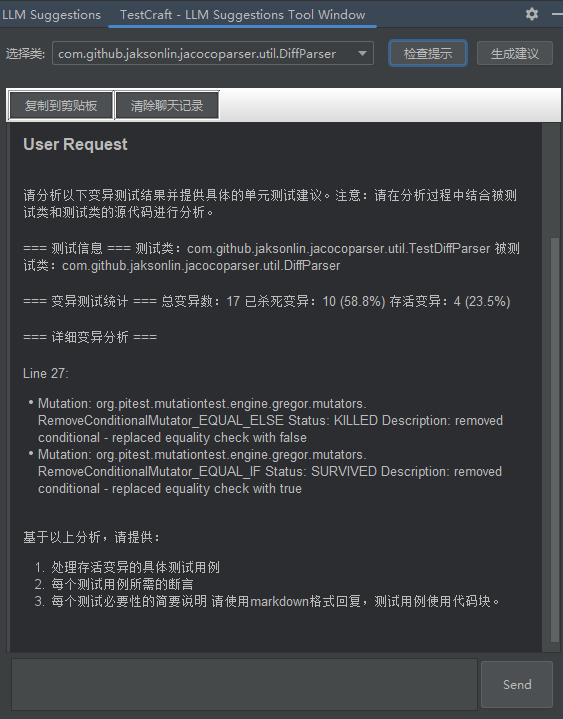 LLM Suggestions TestCraft - LLM Suggestions Tool Window
选择类: com.github.jaksonlin.jacocoparser.util.DiffParser 检查提示 生成建议
复制到剪贴板 清除聊天记录
User Request
请分析以下变异测试结果并提供具体的单元测试建议。注意：请在分析过程中结合被测
试类和测试类的源代码进行分析。
=== 测试信息 === 测试类：com.github.jaksonlin.jacocoparser.util.TestDiffParser 被测
试类：com.github.jaksonlin.jacocoparser.util.DiffParser
=== 变异测试统计 === 总变异数：17 已杀死变异：10 (58.8%) 存活变异：4 (23.5%)
=== 详细变异分析 ===
Line 27:
• Mutation: org.pitest.mutationtest.engine.gregor.mutators.
RemoveConditionalMutator_EQUAL_ELSE Status: KILLED Description: removed
conditional - replaced equality check with false
• Mutation: org.pitest.mutationtest.engine.gregor.mutators.
RemoveConditionalMutator_EQUAL_IF Status: SURVIVED Description: removed
conditional - replaced equality check with true
基于以上分析，请提供：
1. 处理存活变异的具体测试用例
2. 每个测试用例所需的断言
3. 每个测试必要性的简要说明 请使用markdown格式回复，测试用例使用代码块。
Send